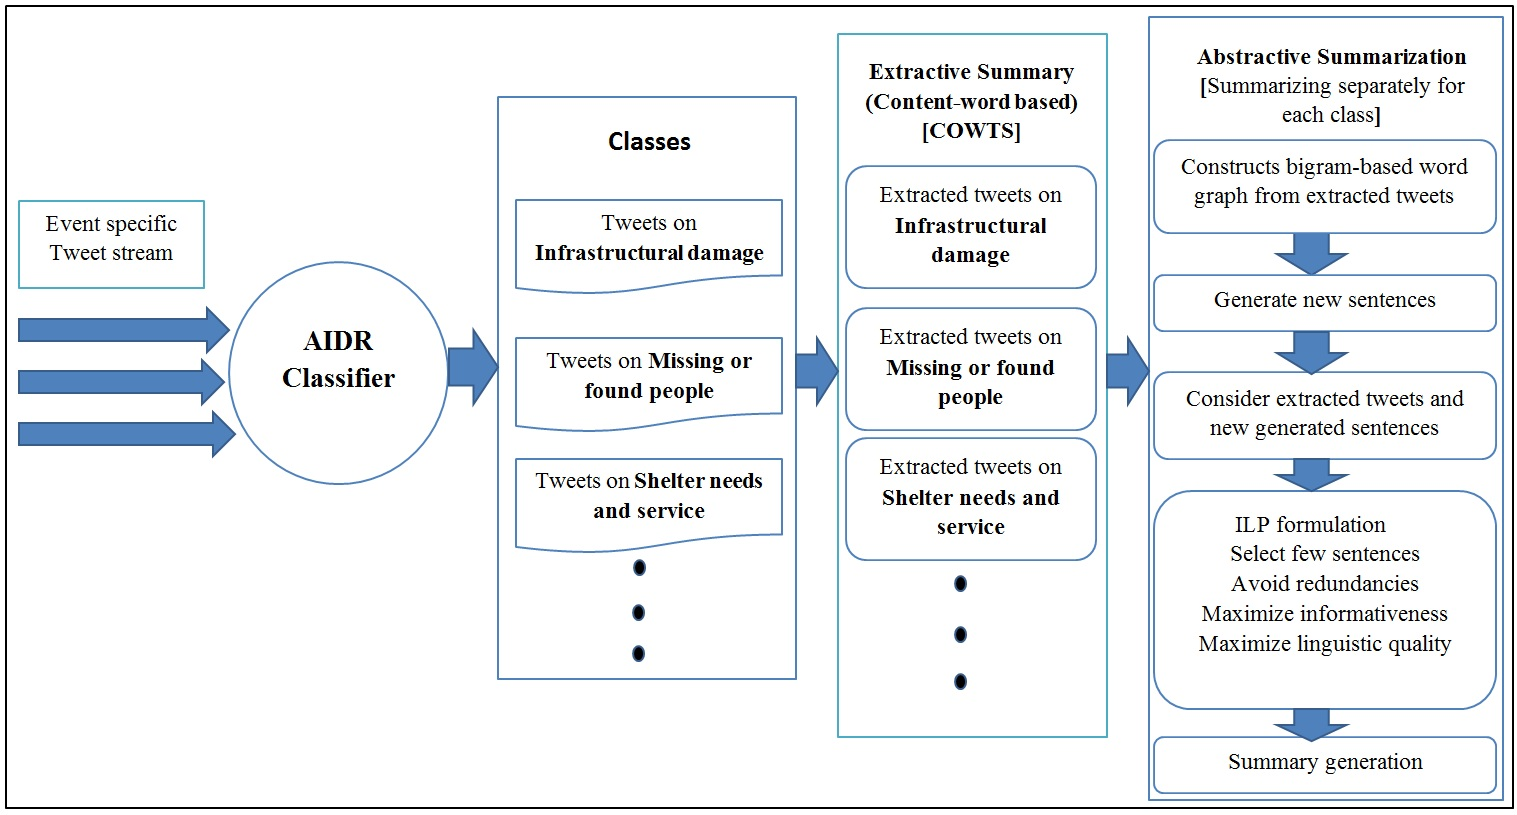 Event specific
Tweet stream
AIDR
Classifier
Classes
Tweets on
Infrastructural damage
Tweets on Missing or
found people
Tweets on Shelter needs
and service
Extractive Summary
(Content-word based)
[COWTS]
Extracted tweets on
Infrastructural
damage
Extracted tweets on
Missing or found
people
Extracted tweets on
Shelter needs and
service
Abstractive Summarization
[Summarizing separately for
each class]
Constructs bigram-based word
graph from extracted tweets
Generate new sentences
Consider extracted tweets and
new generated sentences
ILP formulation
Select few sentences
Avoid redundancies
Maximize informativeness
Maximize linguistic quality
Summary generation